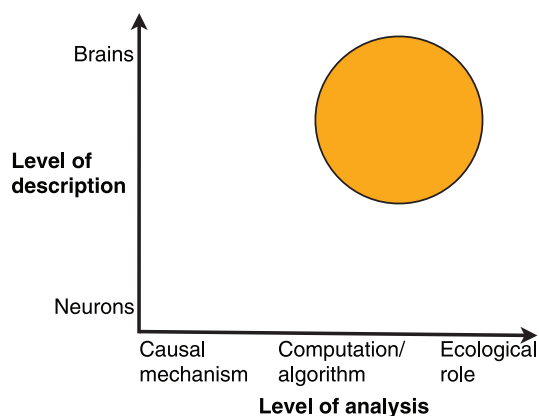 Brains
Level of
description
Neurons
Causal
mechanism
Computation/
algorithm
Ecological
role
Level of analysis